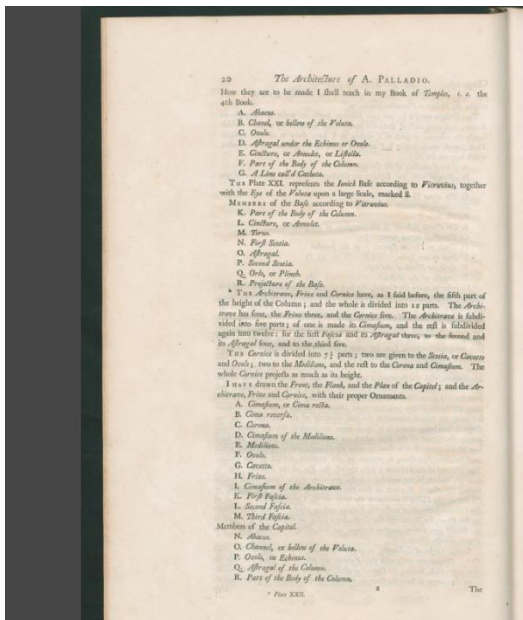 20 The Architecture of A. PALLADIO.
How they are to be made I shall teach in my Book of Temples, i. e. the
4th Book.
A. Abacus.
B. Chanel, or hollow of the Voluta.
C. Ovolo.
D. Astragal under the Echinus or Ovolo.
E. Cincture, or Annulet, or Listella.
F. Part of the Body of the Column.
G. A Line call'd Catheta.
THE Plate XXI. represents the Ionick Base according to Vitruvius, together
with the Eye of the Voluta upon a large Scale, marked S.
MEMBERS of the Base according to Vitruvius.
K. Part of the Body of the Column.
L. Cincture, or Annulet.
M. Torus.
N. First Scotia.
O. Astragal.
P. Second Scotia.
Q. Orlo, or Plinth.
R. Projecture of the Base.
* THE Architrave, Frize and Cornice have, as I said before, the fifth part of
the height of the Column; and the whole is divided into 12 parts. The Archi-
trave has four, the Frize three, and the Cornice five. The Architrave is subdi-
vided into five parts; of one is made its Cimasium, and the rest is subdivided
again into twelve: for the first Fascia and its Astragal three, to the second and
its Astragal four, and to the third five.
THE Cornice is divided into 7 ¾ parts; two are given to the Scotia, or Cavetto
and Ovolo; two to the Modilions, and the rest to the Corona and Cimasium. The
whole Cornice projects as much as its height.
I HAVE drawn the Front, the Flank, and the Plan of the Capital; and the Ar-
chitrave, Frize and Cornice, with their proper Ornaments.
A. Cimasium, or Cima recta.
B. Cima reversa.
C. Corona.
D. Cimasium of the Modilions.
E. Modilions.
F. Ovolo.
G. Cavetto.
H. Frize.
I. Cimasium of the Architrave.
K. First Fascia.
L. Second Fascia.
M. Third Fascia.
Members of the Capital.
N. Abacus.
O. Channel, or hollow of the Voluta.
P. Ovolo, or Echinus.
Q. Astragal of the Column.
R. Part of the Body of the Column.
* Plate XXII. The